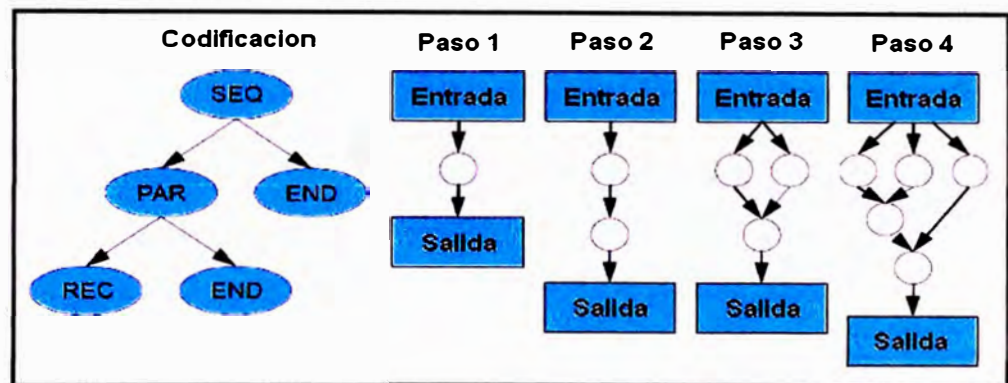 Codificacion
SEQ
PAR
END
REC
END
Paso 1
Entrada
Salida
Paso 2
Entrada
Salida
Paso 3
Entrada
Salida
Paso 4
Entrada
Salida